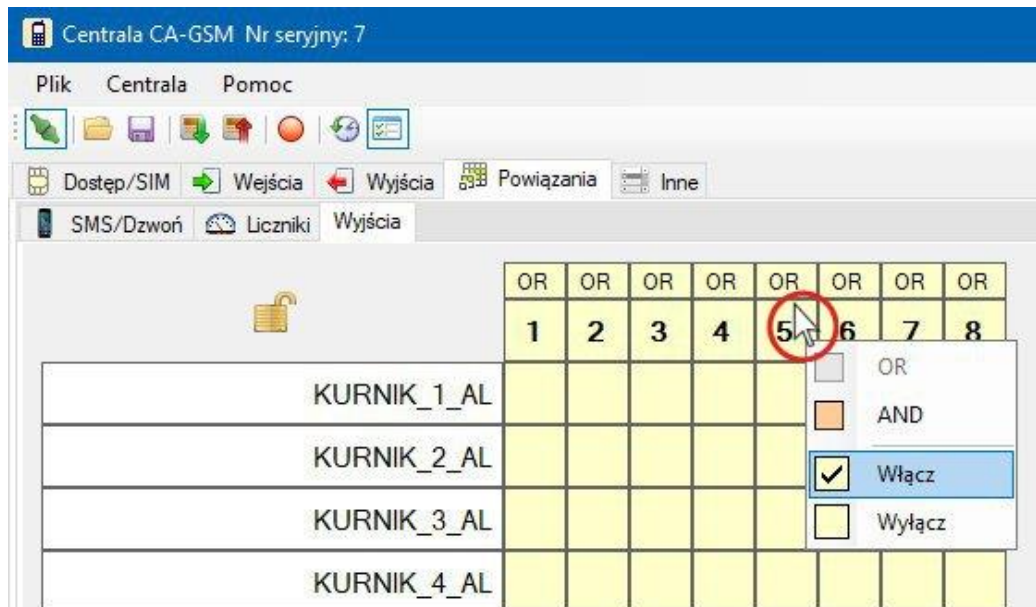 Centrala CA-GSM Nr seryjny: 7
Plik Centrala Pomoc
Dostęp/SIM Wejścia Wyjścia Powiązania Inne
SMS/Dzwoń Liczniki Wyjścia
OR OR OR OR OR OR OR OR
1 2 3 4 5 6 7 8
OR
KURNIK_1_AL
AND
KURNIK_2_AL
Włącz
KURNIK_3_AL
Wyłącz
KURNIK_4_AL